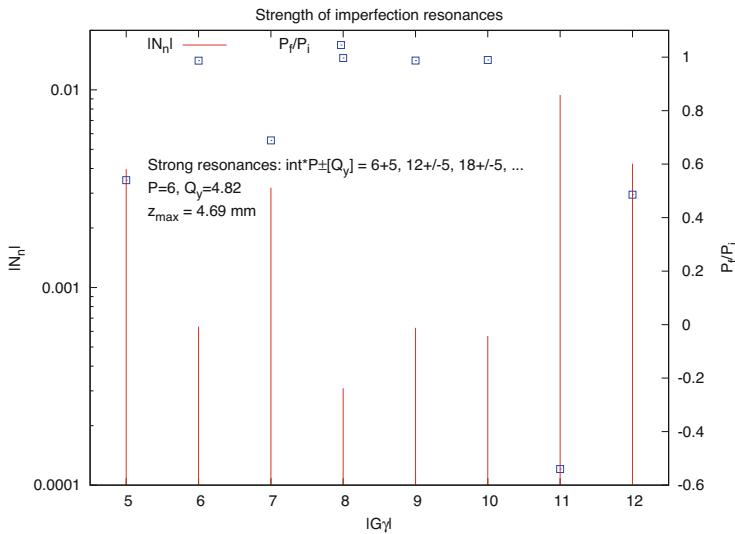 Strength of imperfection resonances
|N_n| P_f/P_i
0.01
0.001
0.0001
|N_n|
Strong resonances: int*P±[Q_y] = 6+5, 12+/-5, 18+/-5, ...
P=6, Q_y=4.82
z_max = 4.69 mm
1
0.8
0.6
0.4
0.2
0
-0.2
-0.4
-0.6
P_f/P_i
5 6 7 8 9 10 11 12
|Gγ|